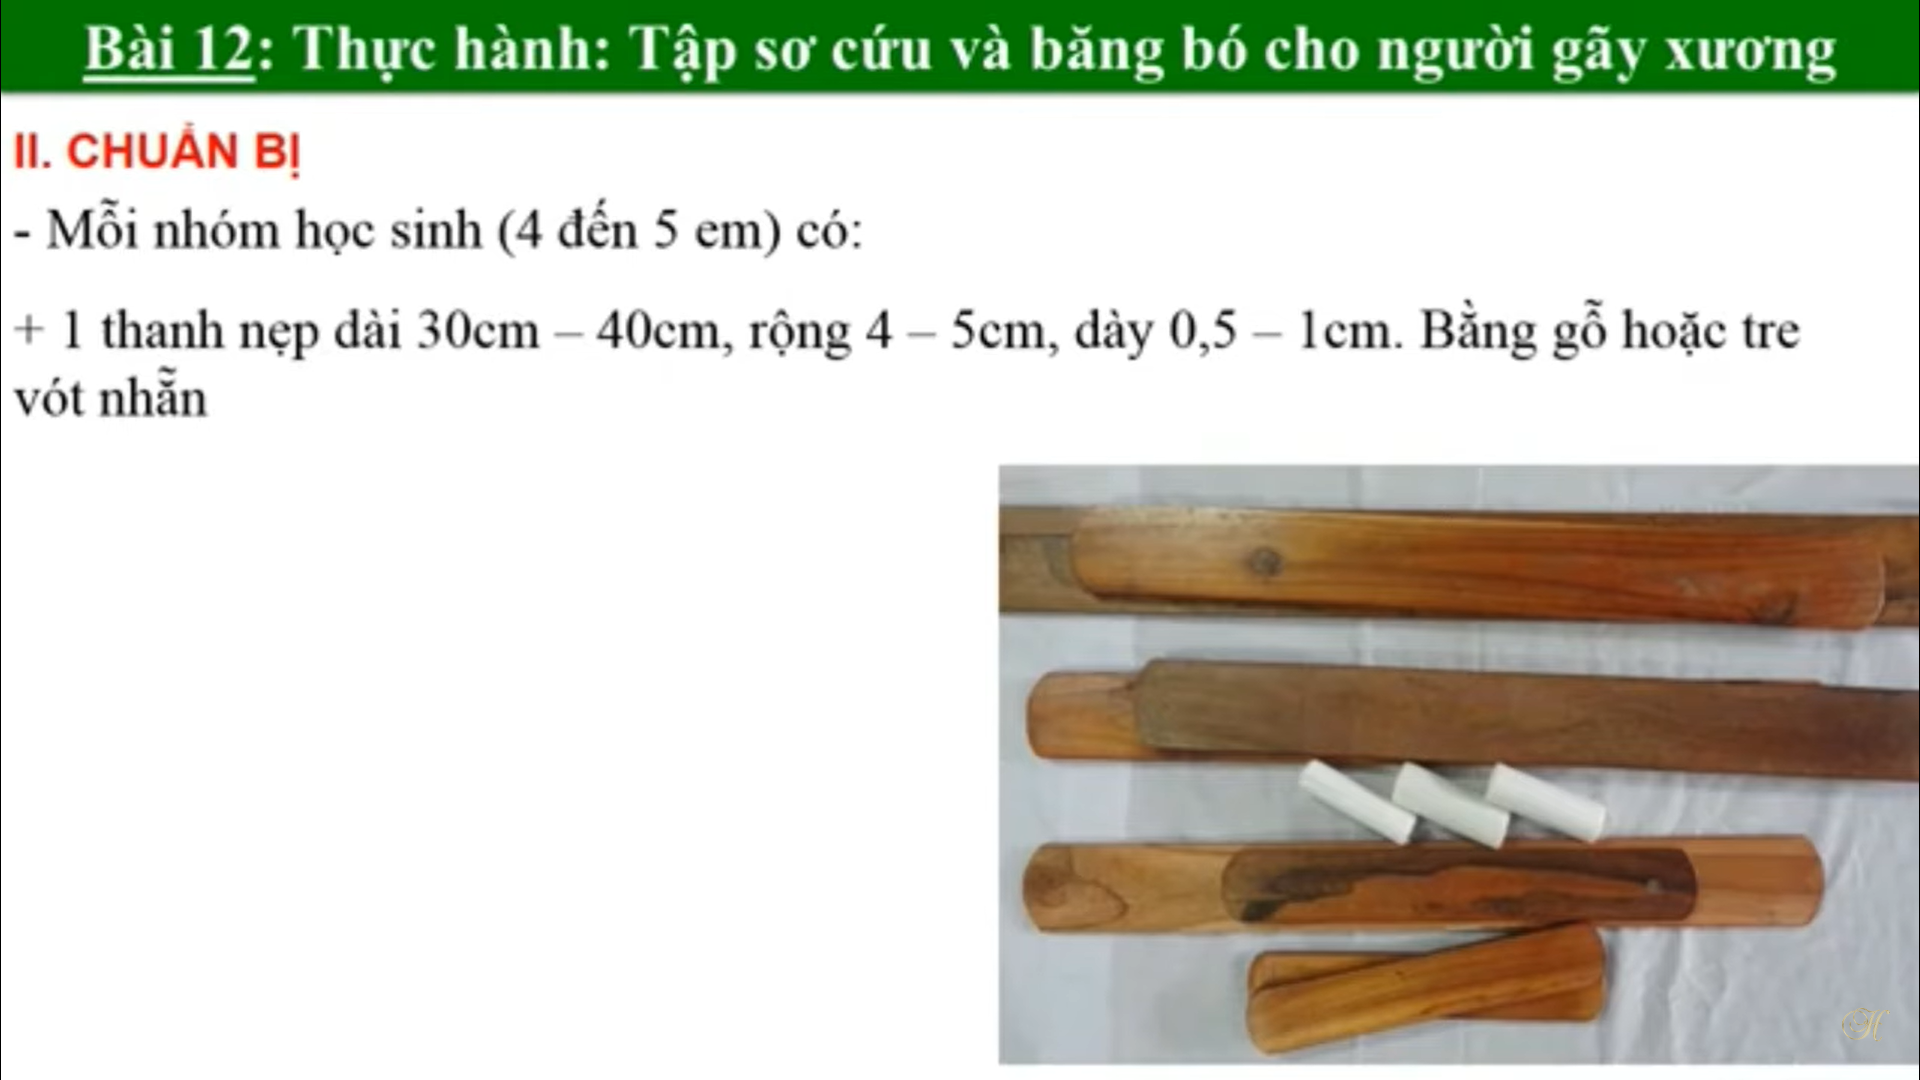 Bài 12: Thực hành: Tập sơ cứu và băng bó cho người gãy xương
II. CHUẨN BỊ
- Mỗi nhóm học sinh (4 đến 5 em) có:
+ 1 thanh nẹp dài 30cm – 40cm, rộng 4 – 5cm, dày 0,5 – 1cm. Bằng gỗ hoặc tre
vót nhẵn